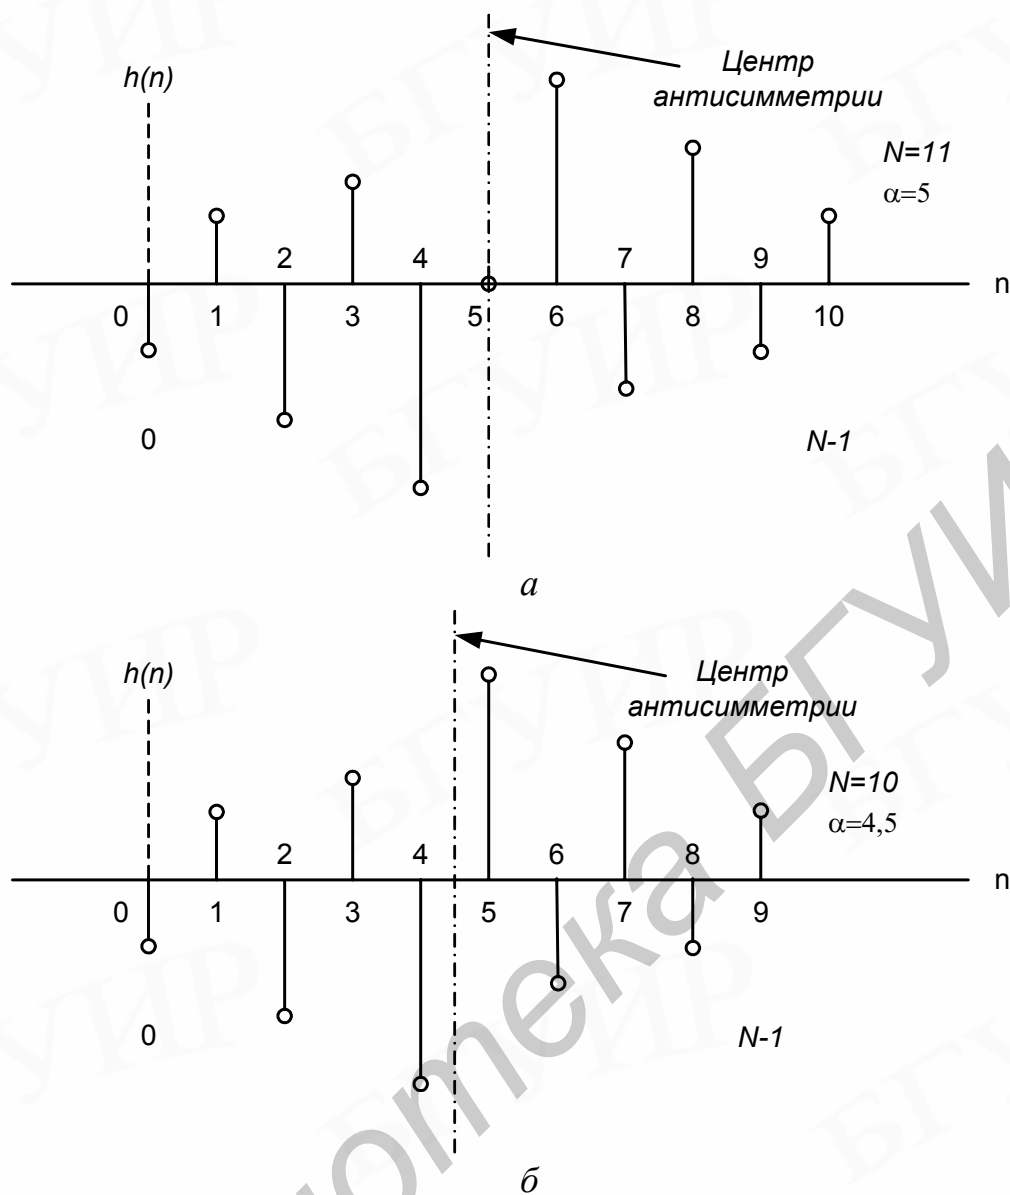 h(n)
Центр
антисимметрии
N=11
α=5
2 4 7 9
n
0 1 3 5 6 8 10
0
N-1
а
h(n)
Центр
антисимметрии
N=10
α=4,5
2 4 6 8
n
0 1 3 5 7 9
0
N-1
б
БГУИР